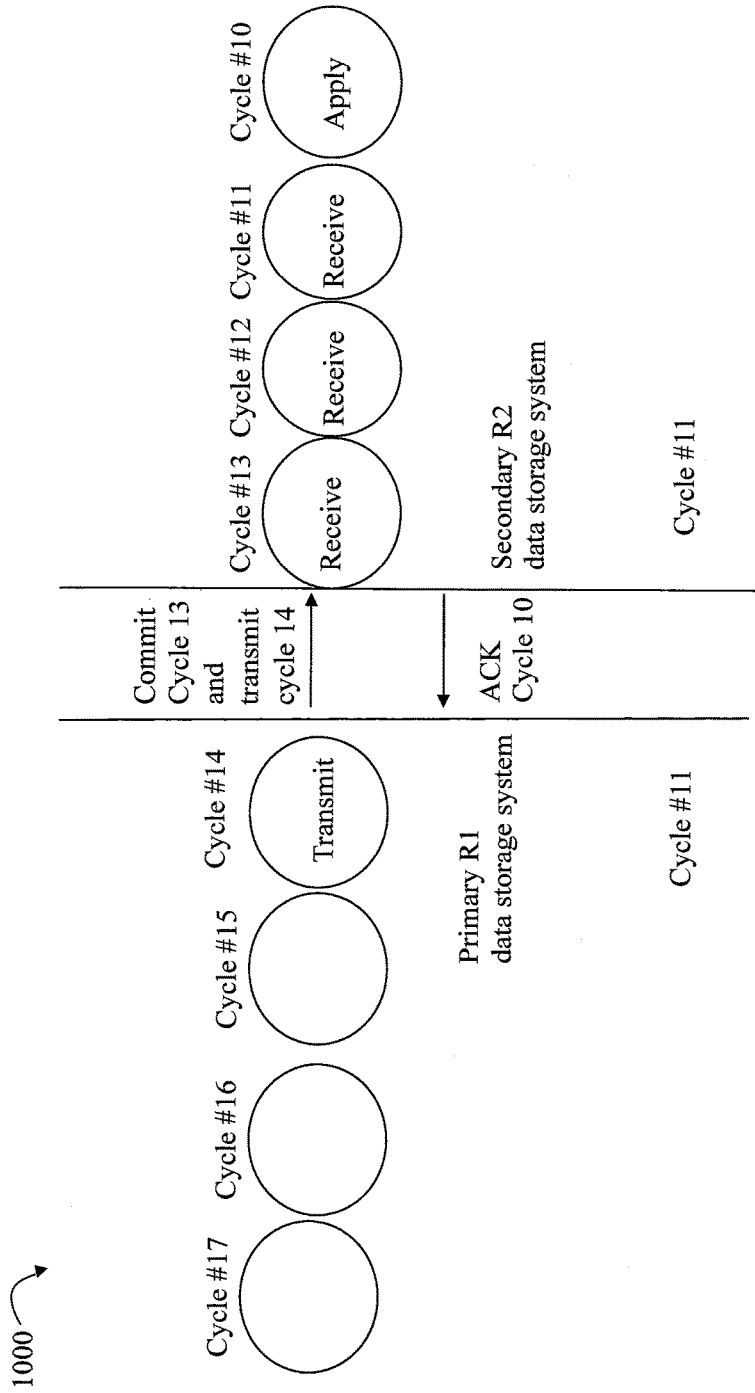 1000
Cycle #17
Cycle #16
Cycle #15
Cycle #14
Transmit
Primary R1
data storage system
Cycle #11
Commit
Cycle 13
and
transmit
cycle 14
ACK
Cycle 10
Cycle #13
Cycle #12
Cycle #11
Cycle #10
Receive
Receive
Receive
Apply
Secondary R2
data storage system
Cycle #11